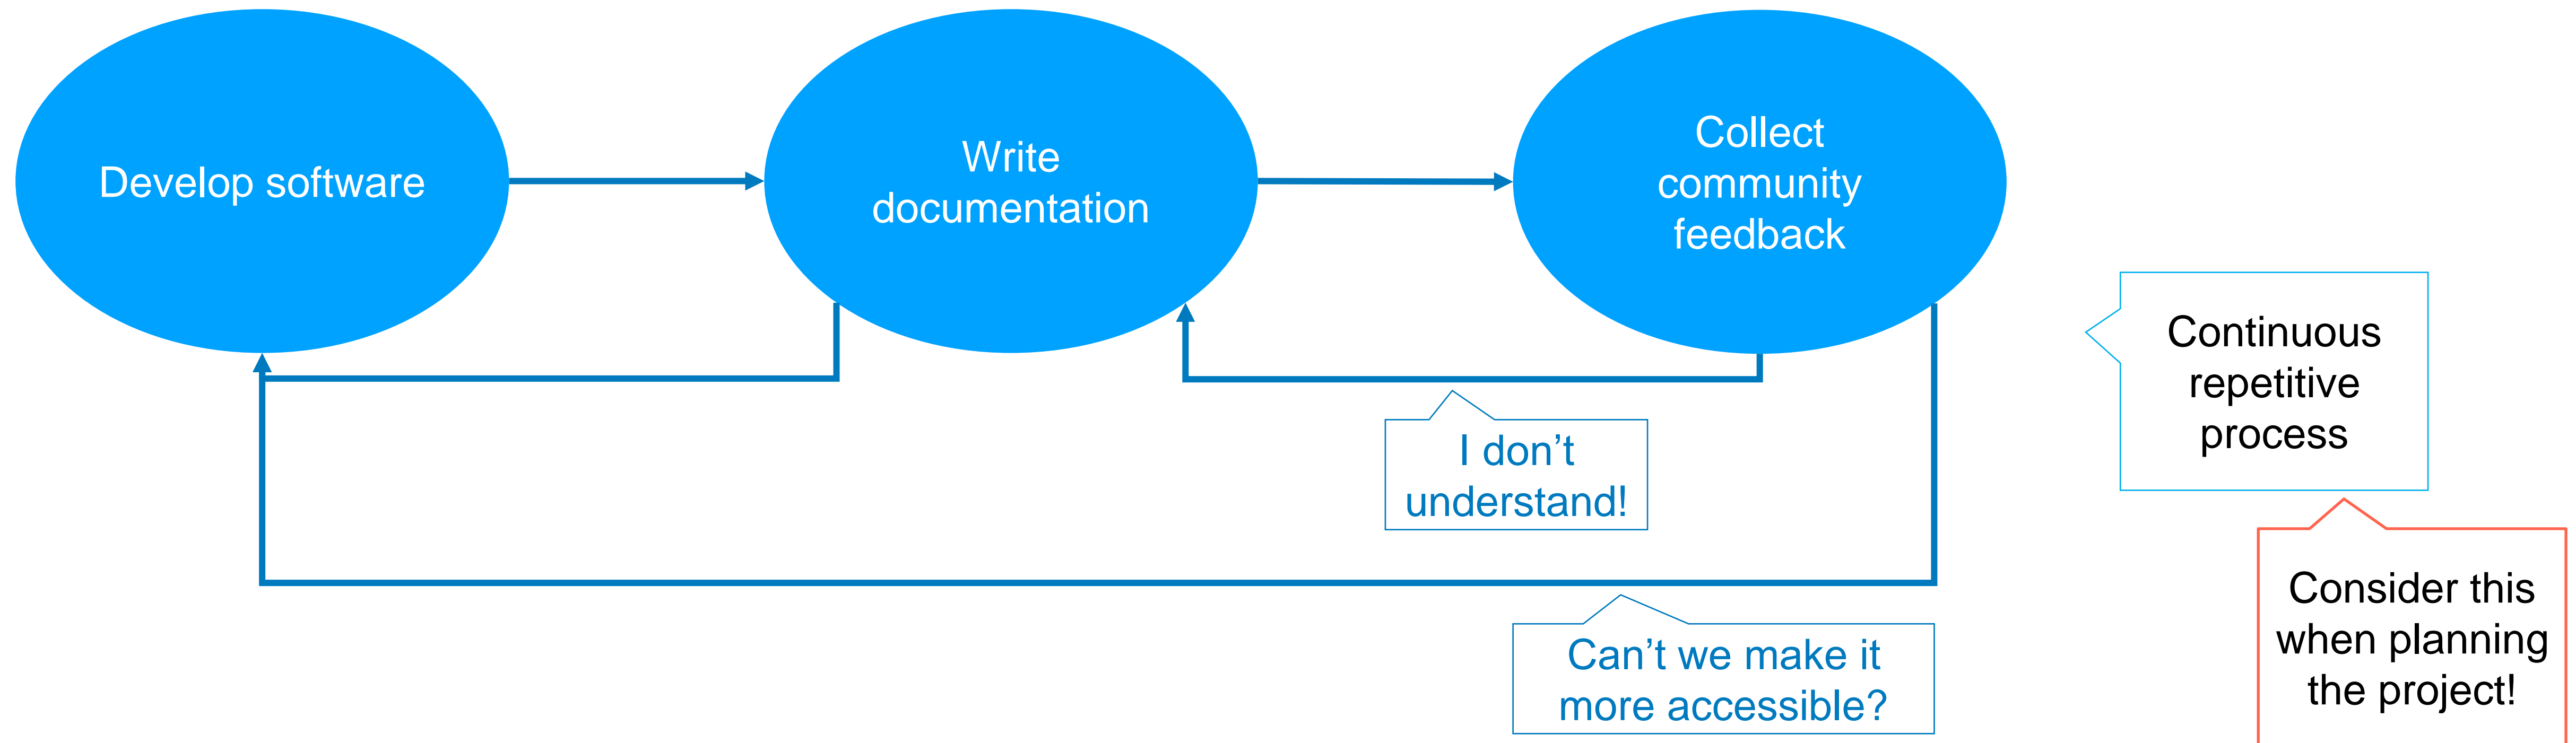 Develop software
Write
documentation
Collect
community
feedback
I don’t
understand!
Can’t we make it
more accessible?
Continuous
repetitive
process
Consider this
when planning
the project!